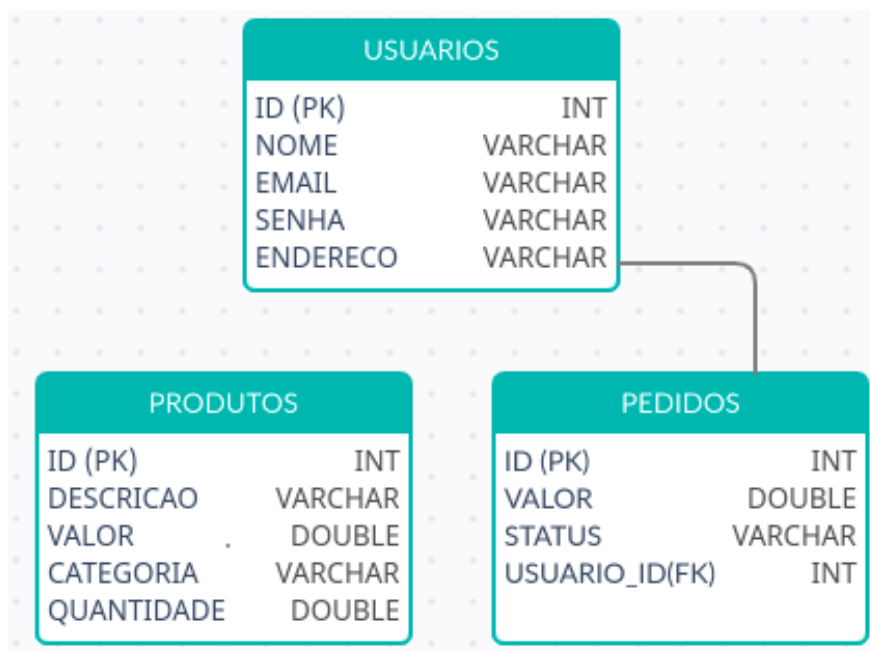 USUARIOS
ID (PK) INT
NOME VARCHAR
EMAIL VARCHAR
SENHA VARCHAR
ENDERECO VARCHAR
PRODUTOS
ID (PK) INT
DESCRICAO VARCHAR
VALOR . DOUBLE
CATEGORIA VARCHAR
QUANTIDADE DOUBLE
PEDIDOS
ID (PK) INT
VALOR DOUBLE
STATUS VARCHAR
USUARIO_ID(FK) INT